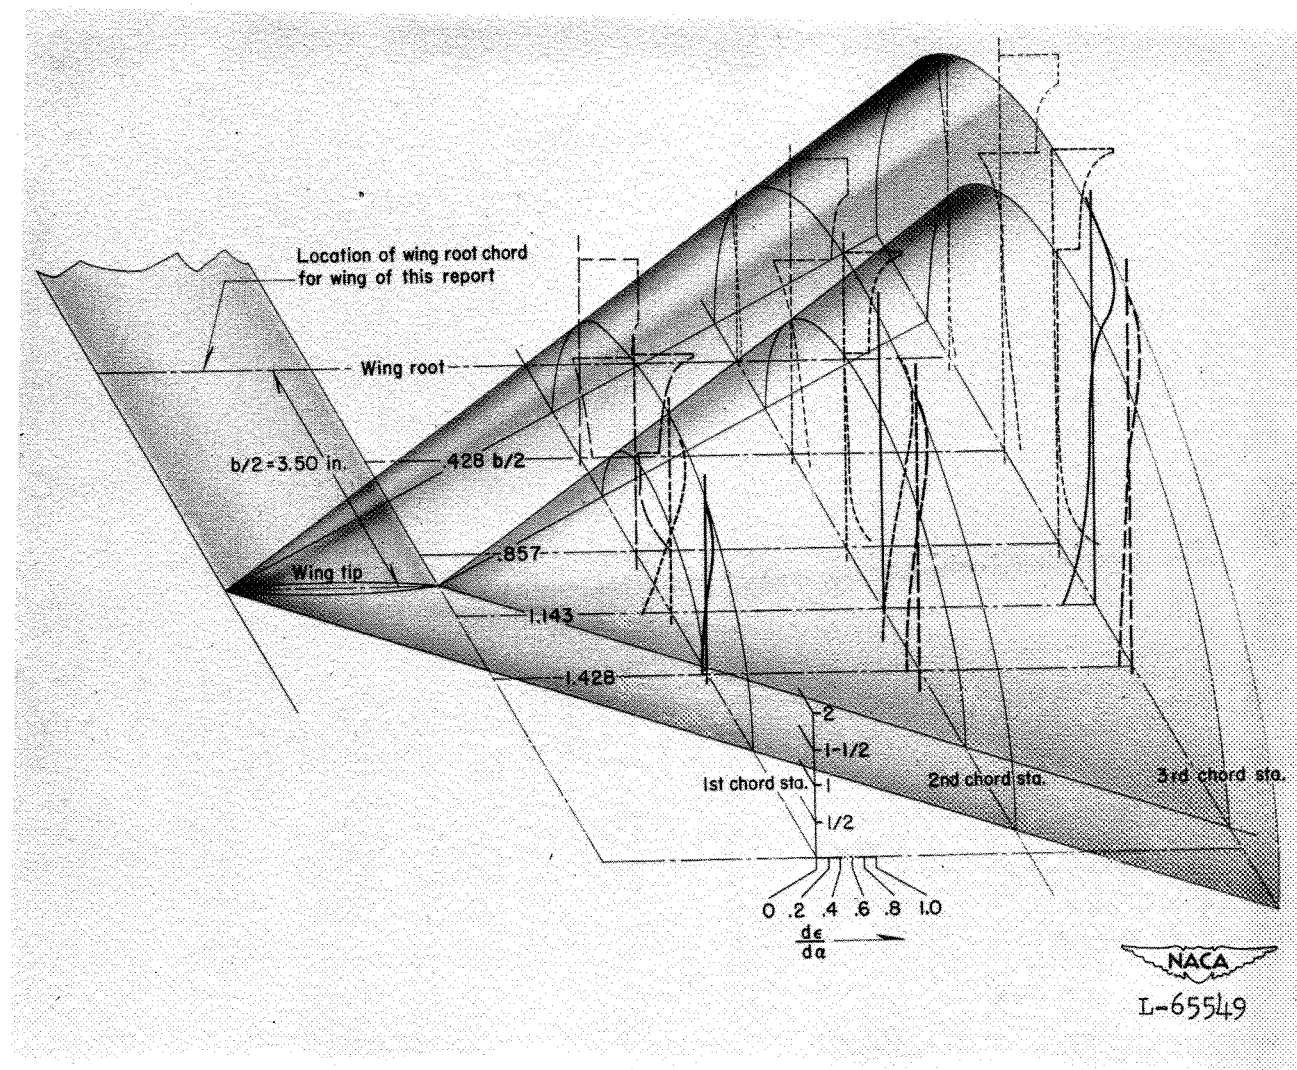 Location of wing root chord
for wing of this report
Wing root
b/2=3.50 in.
.428 b/2
.857
Wing tip
1.143
1.428
2
1-1/2
1st chord sta.
1
2nd chord sta.
3rd chord sta.
1/2
0 .2 .4 .6 .8 1.0
dε
dα
NACA
L-65549